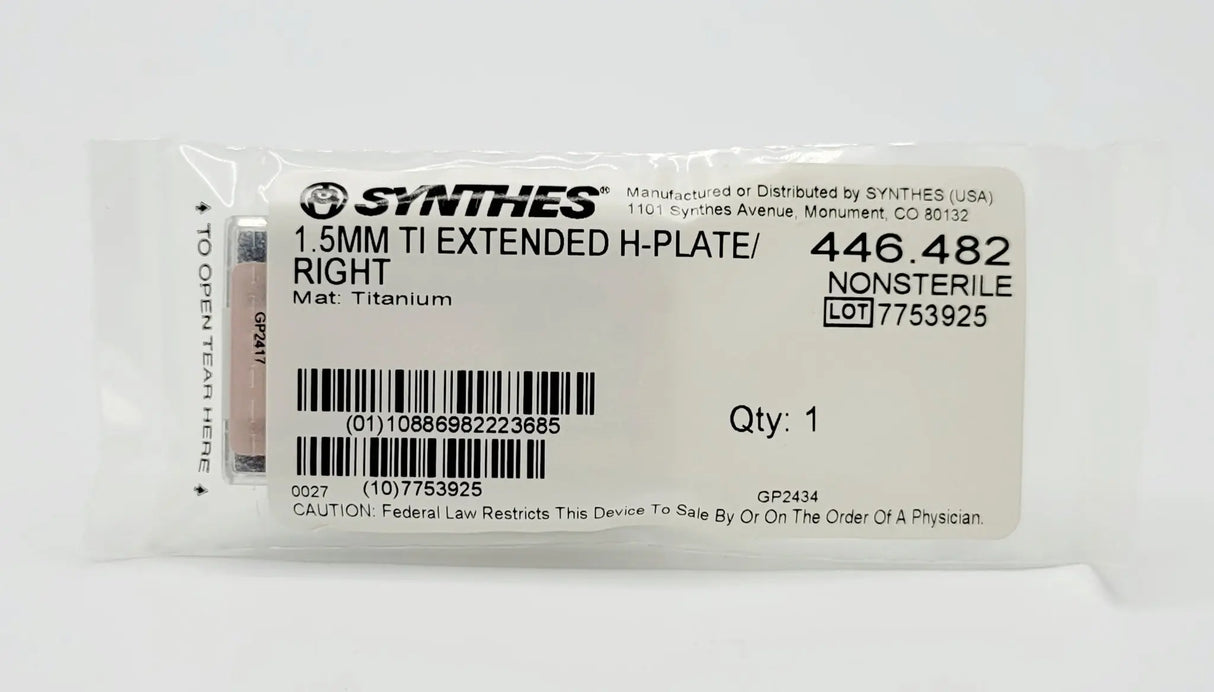 SYNTHES®
Manufactured or Distributed by SYNTHES (USA)
1101 Synthes Avenue, Monument, CO 80132
1.5MM TI EXTENDED H-PLATE/
RIGHT
Mat: Titanium
446.482
NONSTERILE
LOT 7753925
TO OPEN TEAR HERE
GP2417
(01)10886982223685
Qty: 1
(10)7753925
0027
GP2434
CAUTION: Federal Law Restricts This Device To Sale By Or On The Order Of A Physician.